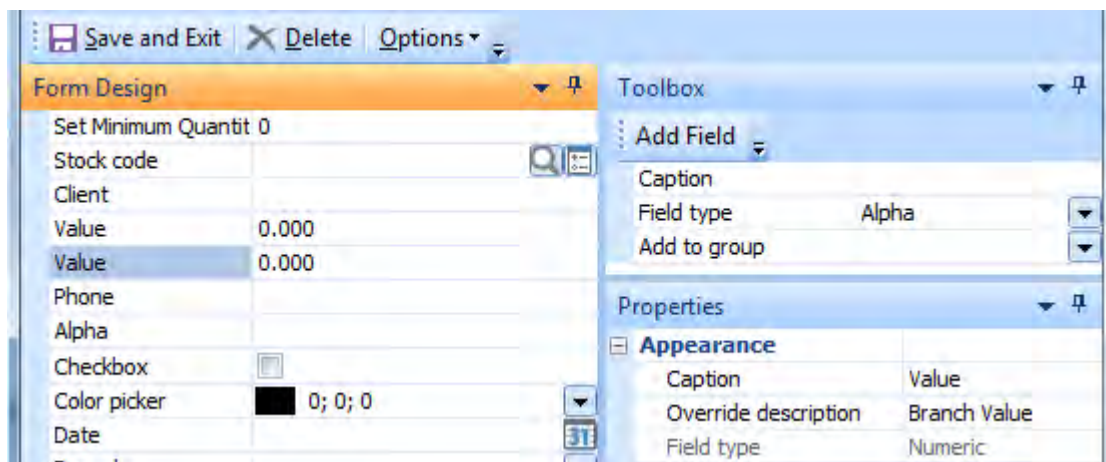 Save and Exit Delete Options
Form Design
Set Minimum Quantit 0
Stock code
Client
Value 0.000
Value 0.000
Phone
Alpha
Checkbox
Color picker 0; 0; 0
Date 31
Toolbox
Add Field
Caption
Field type Alpha
Add to group
Properties
Appearance
Caption Value
Override description Branch Value
Field type Numeric